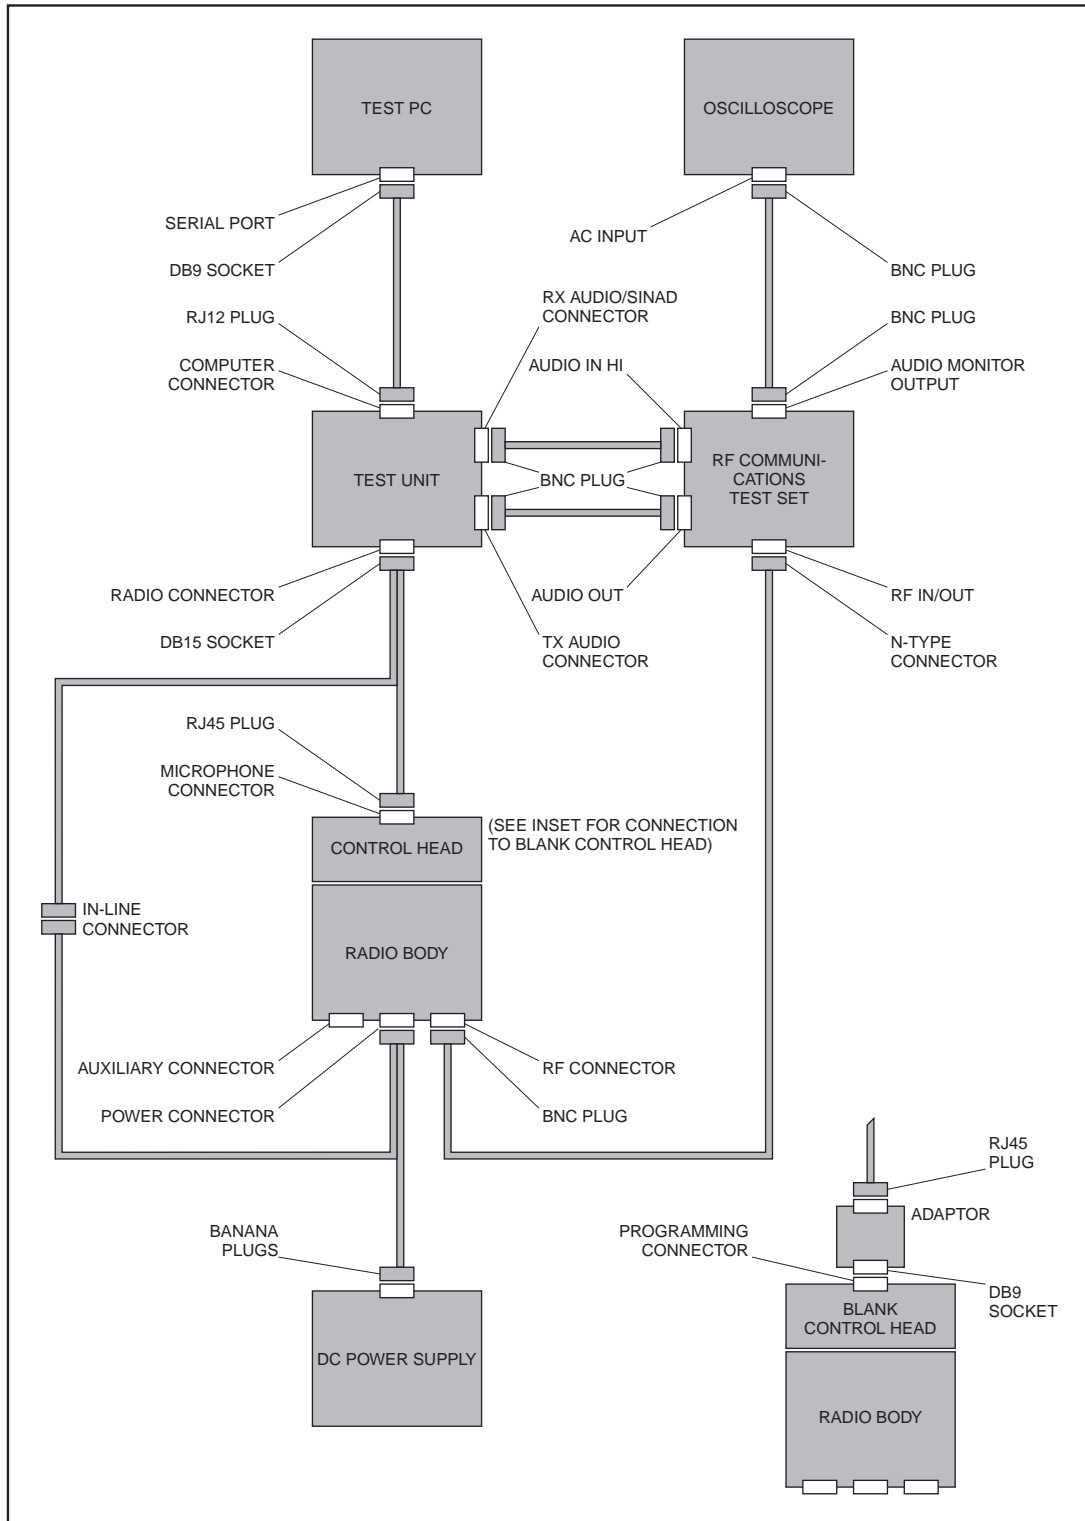 TEST PC
OSCILLOSCOPE
SERIAL PORT
AC INPUT
DB9 SOCKET
BNC PLUG
RX AUDIO/SINAD
CONNECTOR
RJ12 PLUG
BNC PLUG
COMPUTER
CONNECTOR
AUDIO IN HI
AUDIO MONITOR
OUTPUT
TEST UNIT
BNC PLUG
RF COMMUNI-
CATIONS
TEST SET
RADIO CONNECTOR
AUDIO OUT
RF IN/OUT
DB15 SOCKET
TX AUDIO
CONNECTOR
N-TYPE
CONNECTOR
RJ45 PLUG
MICROPHONE
CONNECTOR
(SEE INSET FOR CONNECTION
TO BLANK CONTROL HEAD)
CONTROL HEAD
IN-LINE
CONNECTOR
RADIO BODY
AUXILIARY CONNECTOR
RF CONNECTOR
POWER CONNECTOR
BNC PLUG
RJ45
PLUG
ADAPTOR
BANANA
PLUGS
PROGRAMMING
CONNECTOR
DB9
SOCKET
BLANK
CONTROL HEAD
DC POWER SUPPLY
RADIO BODY